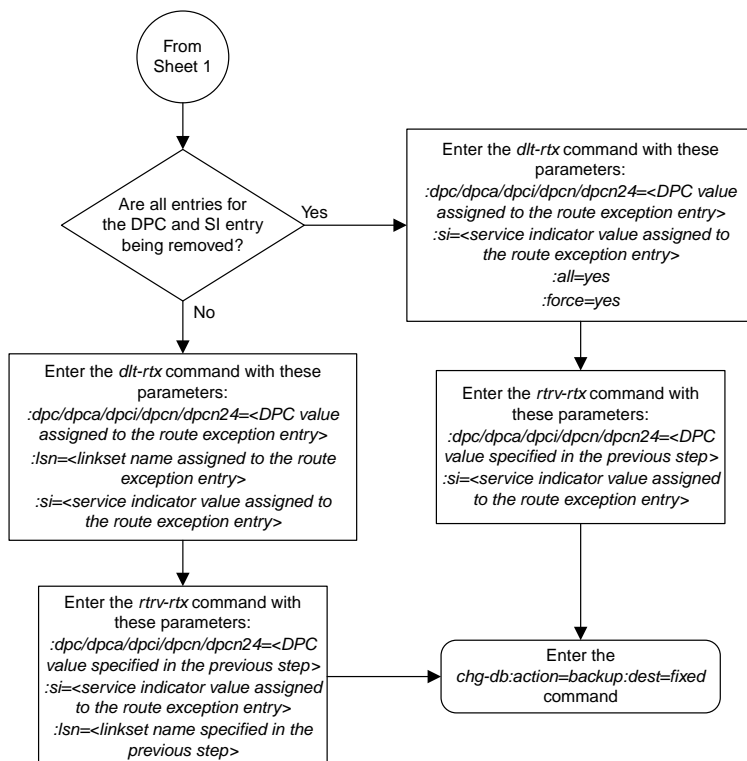 From
Sheet 1
Are all entries for
the DPC and SI entry
being removed?
Yes
No
Enter the dlt-rtx command with these
parameters:
:dpc/dpca/dpci/dpcn/dpcn24=<DPC value
assigned to the route exception entry>
:si=<service indicator value assigned to
the route exception entry>
:all=yes
:force=yes
Enter the dlt-rtx command with these
parameters:
:dpc/dpca/dpci/dpcn/dpcn24=<DPC value
assigned to the route exception entry>
:lsn=<linkset name assigned to the route
exception entry>
:si=<service indicator value assigned to
the route exception entry>
Enter the rtrv-rtx command with
these parameters:
:dpc/dpca/dpci/dpcn/dpcn24=<DPC
value specified in the previous step>
:si=<service indicator value assigned
to the route exception entry>
Enter the rtrv-rtx command with
these parameters:
:dpc/dpca/dpci/dpcn/dpcn24=<DPC
value specified in the previous step>
:si=<service indicator value assigned
to the route exception entry>
:lsn=<linkset name specified in the
previous step>
Enter the
chg-db:action=backup:dest=fixed
command